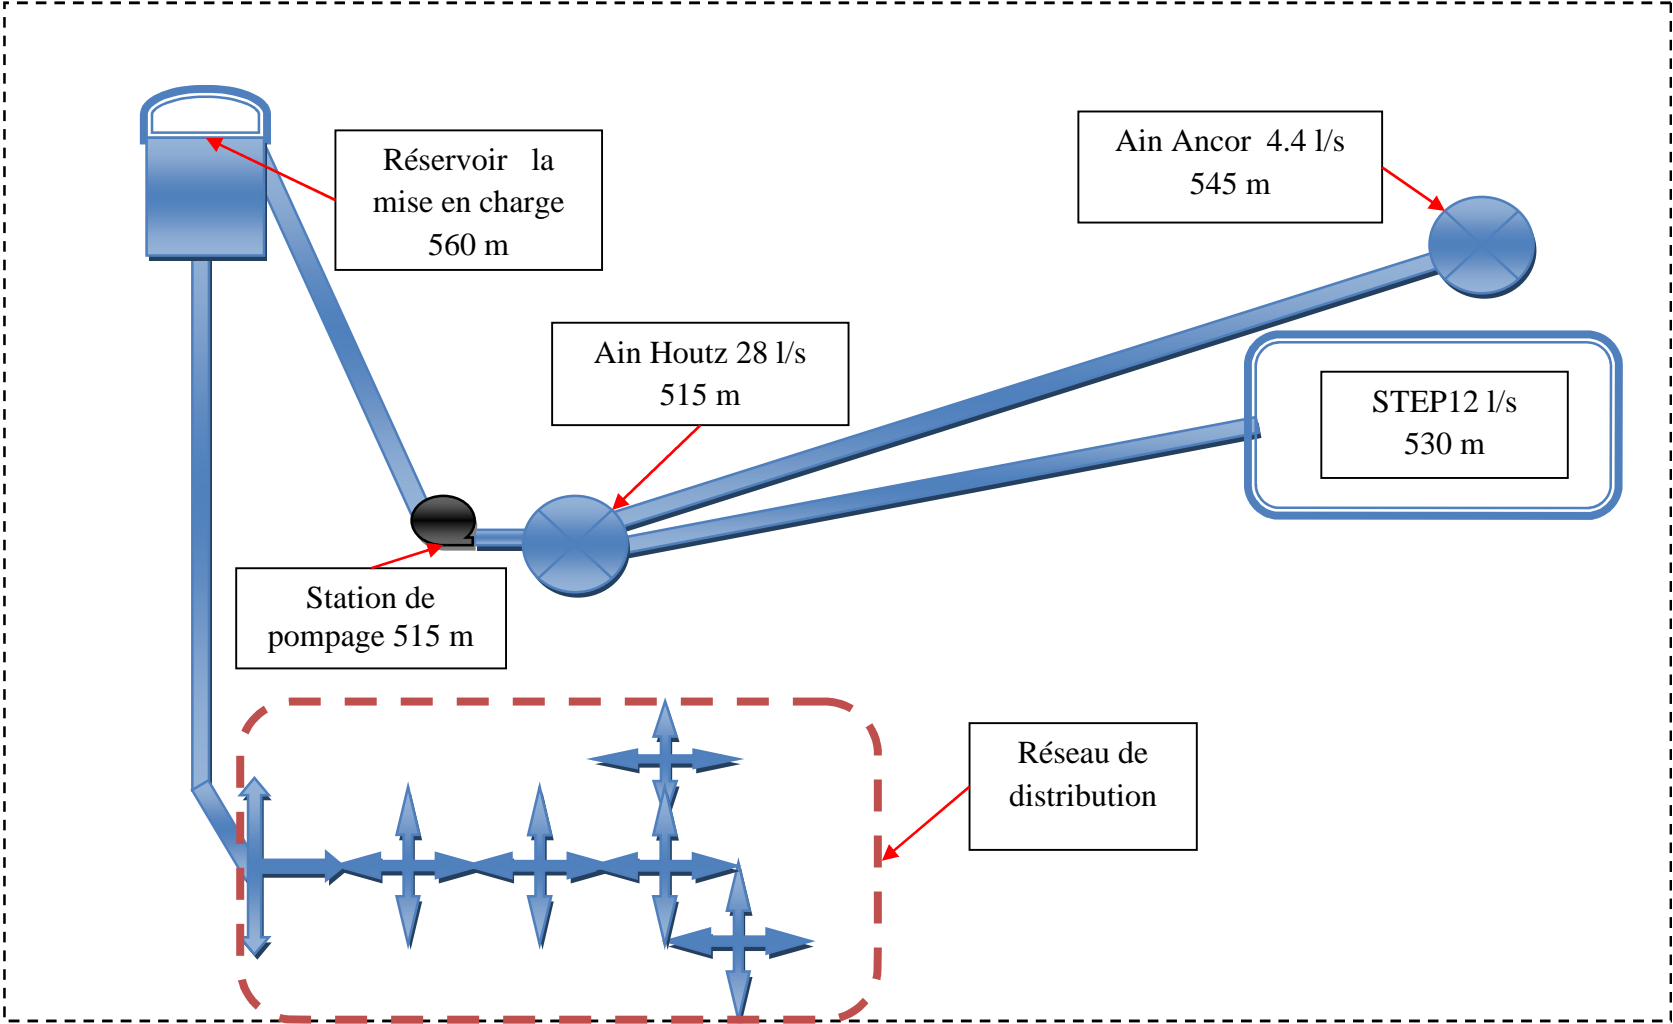 Réservoir la
mise en charge
560 m
Ain Ancor 4.4 l/s
545 m
Ain Houtz 28 l/s
515 m
STEP12 l/s
530 m
Station de
pompage 515 m
Réseau de
distribution